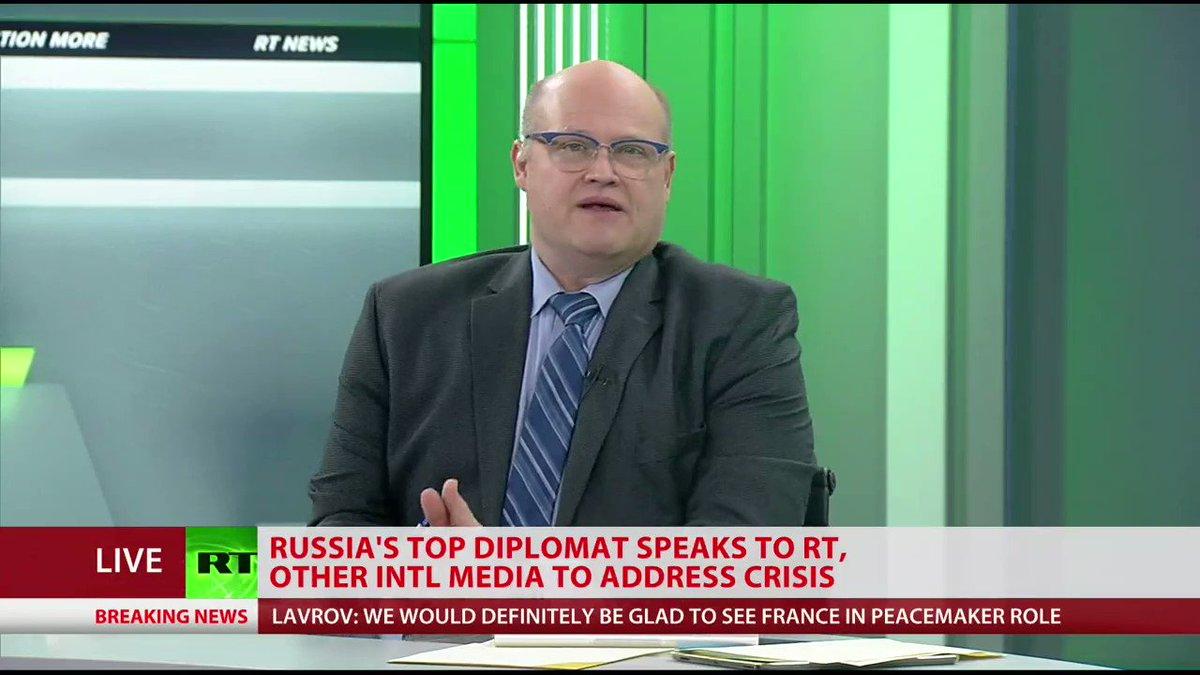 TION MORE
RT NEWS
LIVE
RT
RUSSIA'S TOP DIPLOMAT SPEAKS TO RT,
OTHER INTL MEDIA TO ADDRESS CRISIS
BREAKING NEWS
LAVROV: WE WOULD DEFINITELY BE GLAD TO SEE FRANCE IN PEACEMAKER ROLE